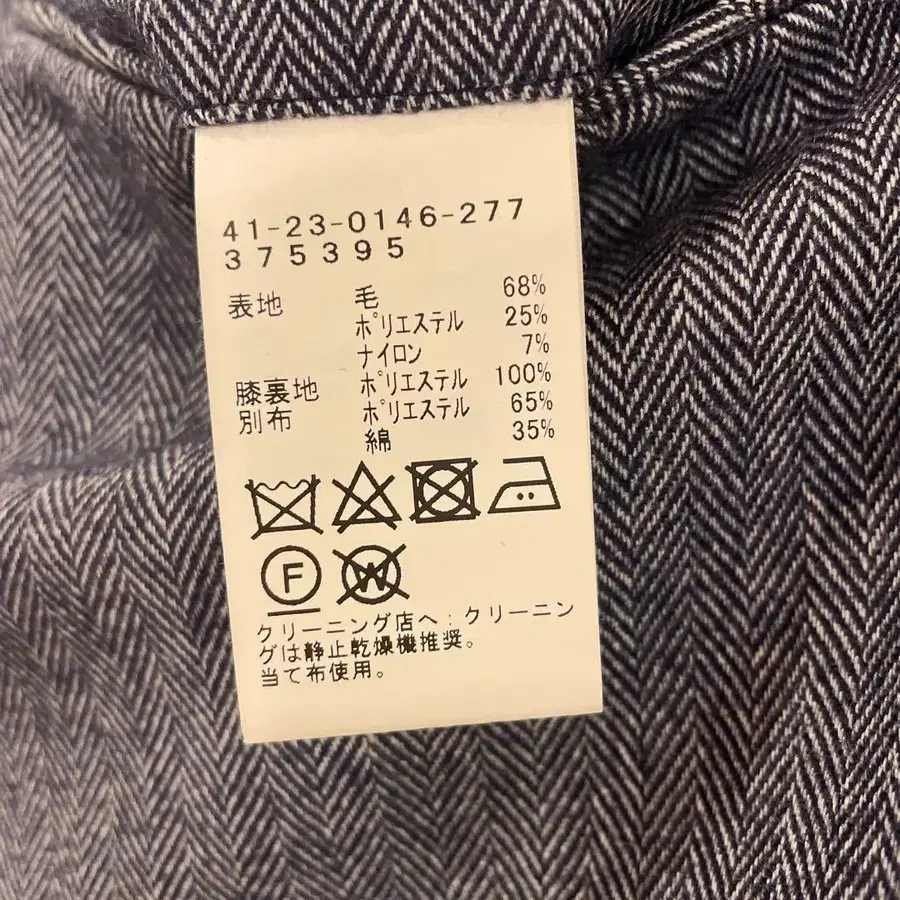 41-23-0146-277
375395
表地 毛 68%
ポリエステル 25%
ナイロン 7%
膝裏地 ポリエステル 100%
別布 ポリエステル 65%
綿 35%
F W
クリーニング店へ:クリーニン
グは静止乾燥機推奨。
当て布使用。